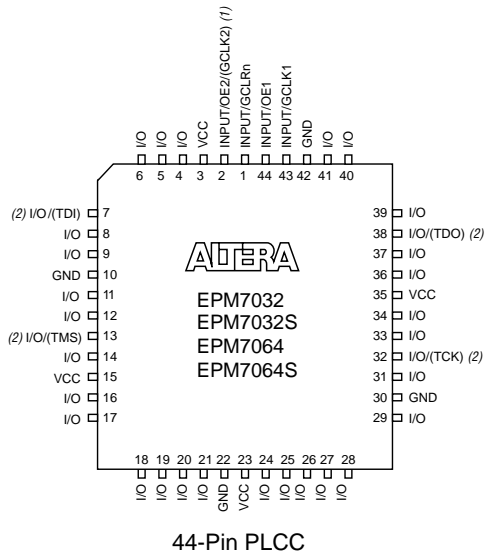 I/O
I/O
I/O
VCC
INPUT/OE2/(GCLK2) (1)
INPUT/GCLRn
INPUT/OE1
INPUT/GCLK1
GND
I/O
I/O
6 5 4 3 2 1 44 43 42 41 40
(2) I/O/(TDI) 7
I/O 8
I/O 9
GND 10
I/O 11
I/O 12
(2) I/O/(TMS) 13
I/O 14
VCC 15
I/O 16
I/O 17
ALTERA
EPM7032
EPM7032S
EPM7064
EPM7064S
39 I/O
38 I/O/(TDO) (2)
37 I/O
36 I/O
35 VCC
34 I/O
33 I/O
32 I/O/(TCK) (2)
31 I/O
30 GND
29 I/O
18 19 20 21 22 23 24 25 26 27 28
I/O
I/O
I/O
I/O
GND
VCC
I/O
I/O
I/O
I/O
I/O
44-Pin PLCC